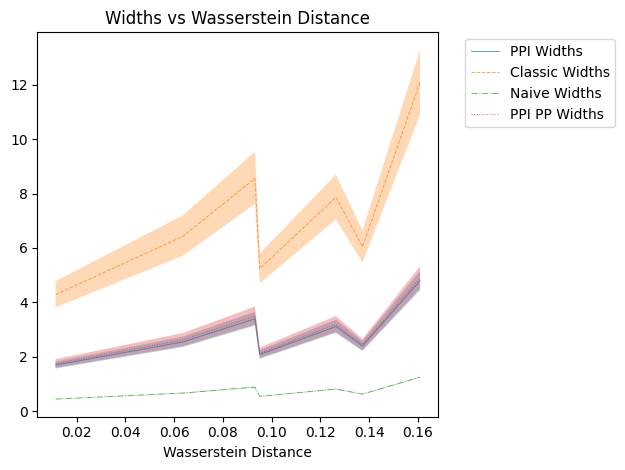 Widths vs Wasserstein Distance
PPI Widths
Classic Widths
Naive Widths
PPI PP Widths
12
10
8
6
4
2
0
0.02 0.04 0.06 0.08 0.10 0.12 0.14 0.16
Wasserstein Distance